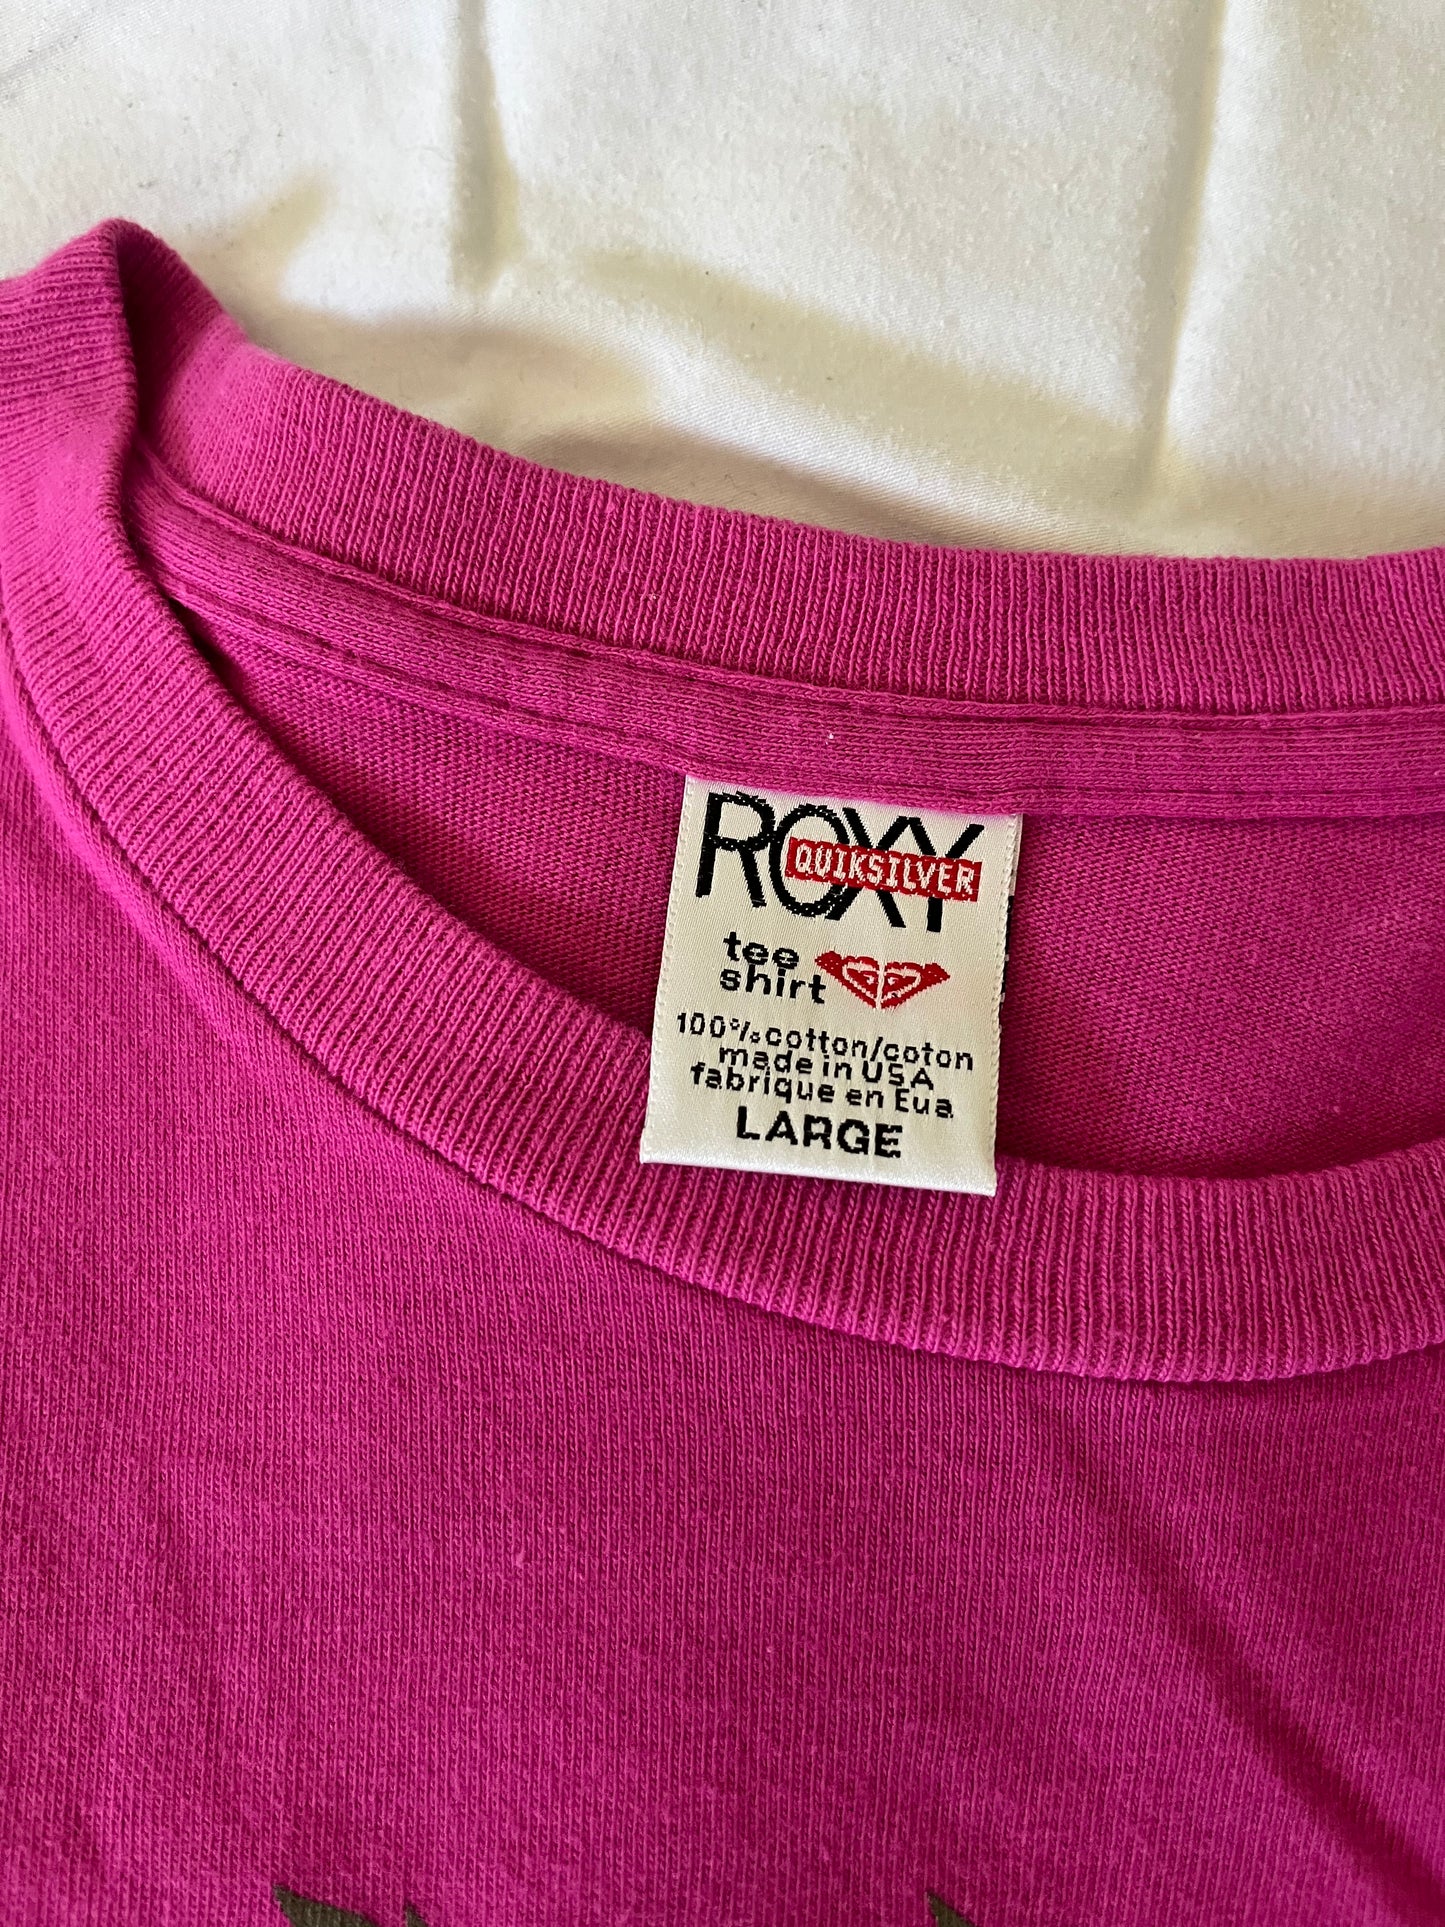 ROXY
QUIKSILVER
tee
shirt
100% cotton/coton
made in USA
fabrique en Eua
LARGE